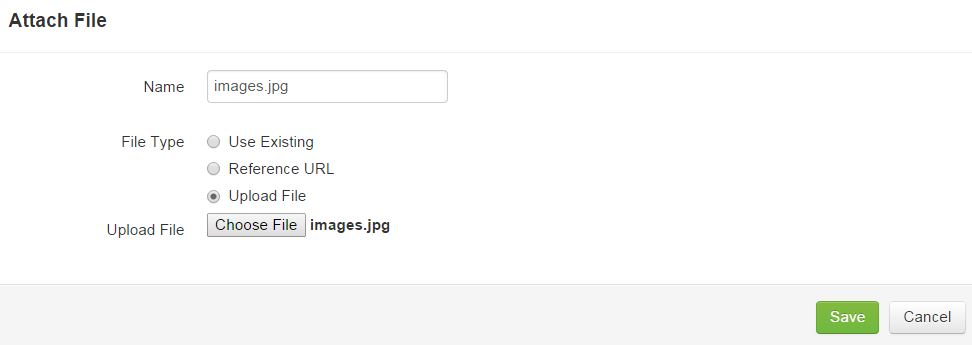 Attach File
Name images.jpg
File Type Use Existing
Reference URL
Upload File
Upload File Choose File images.jpg
Save Cancel